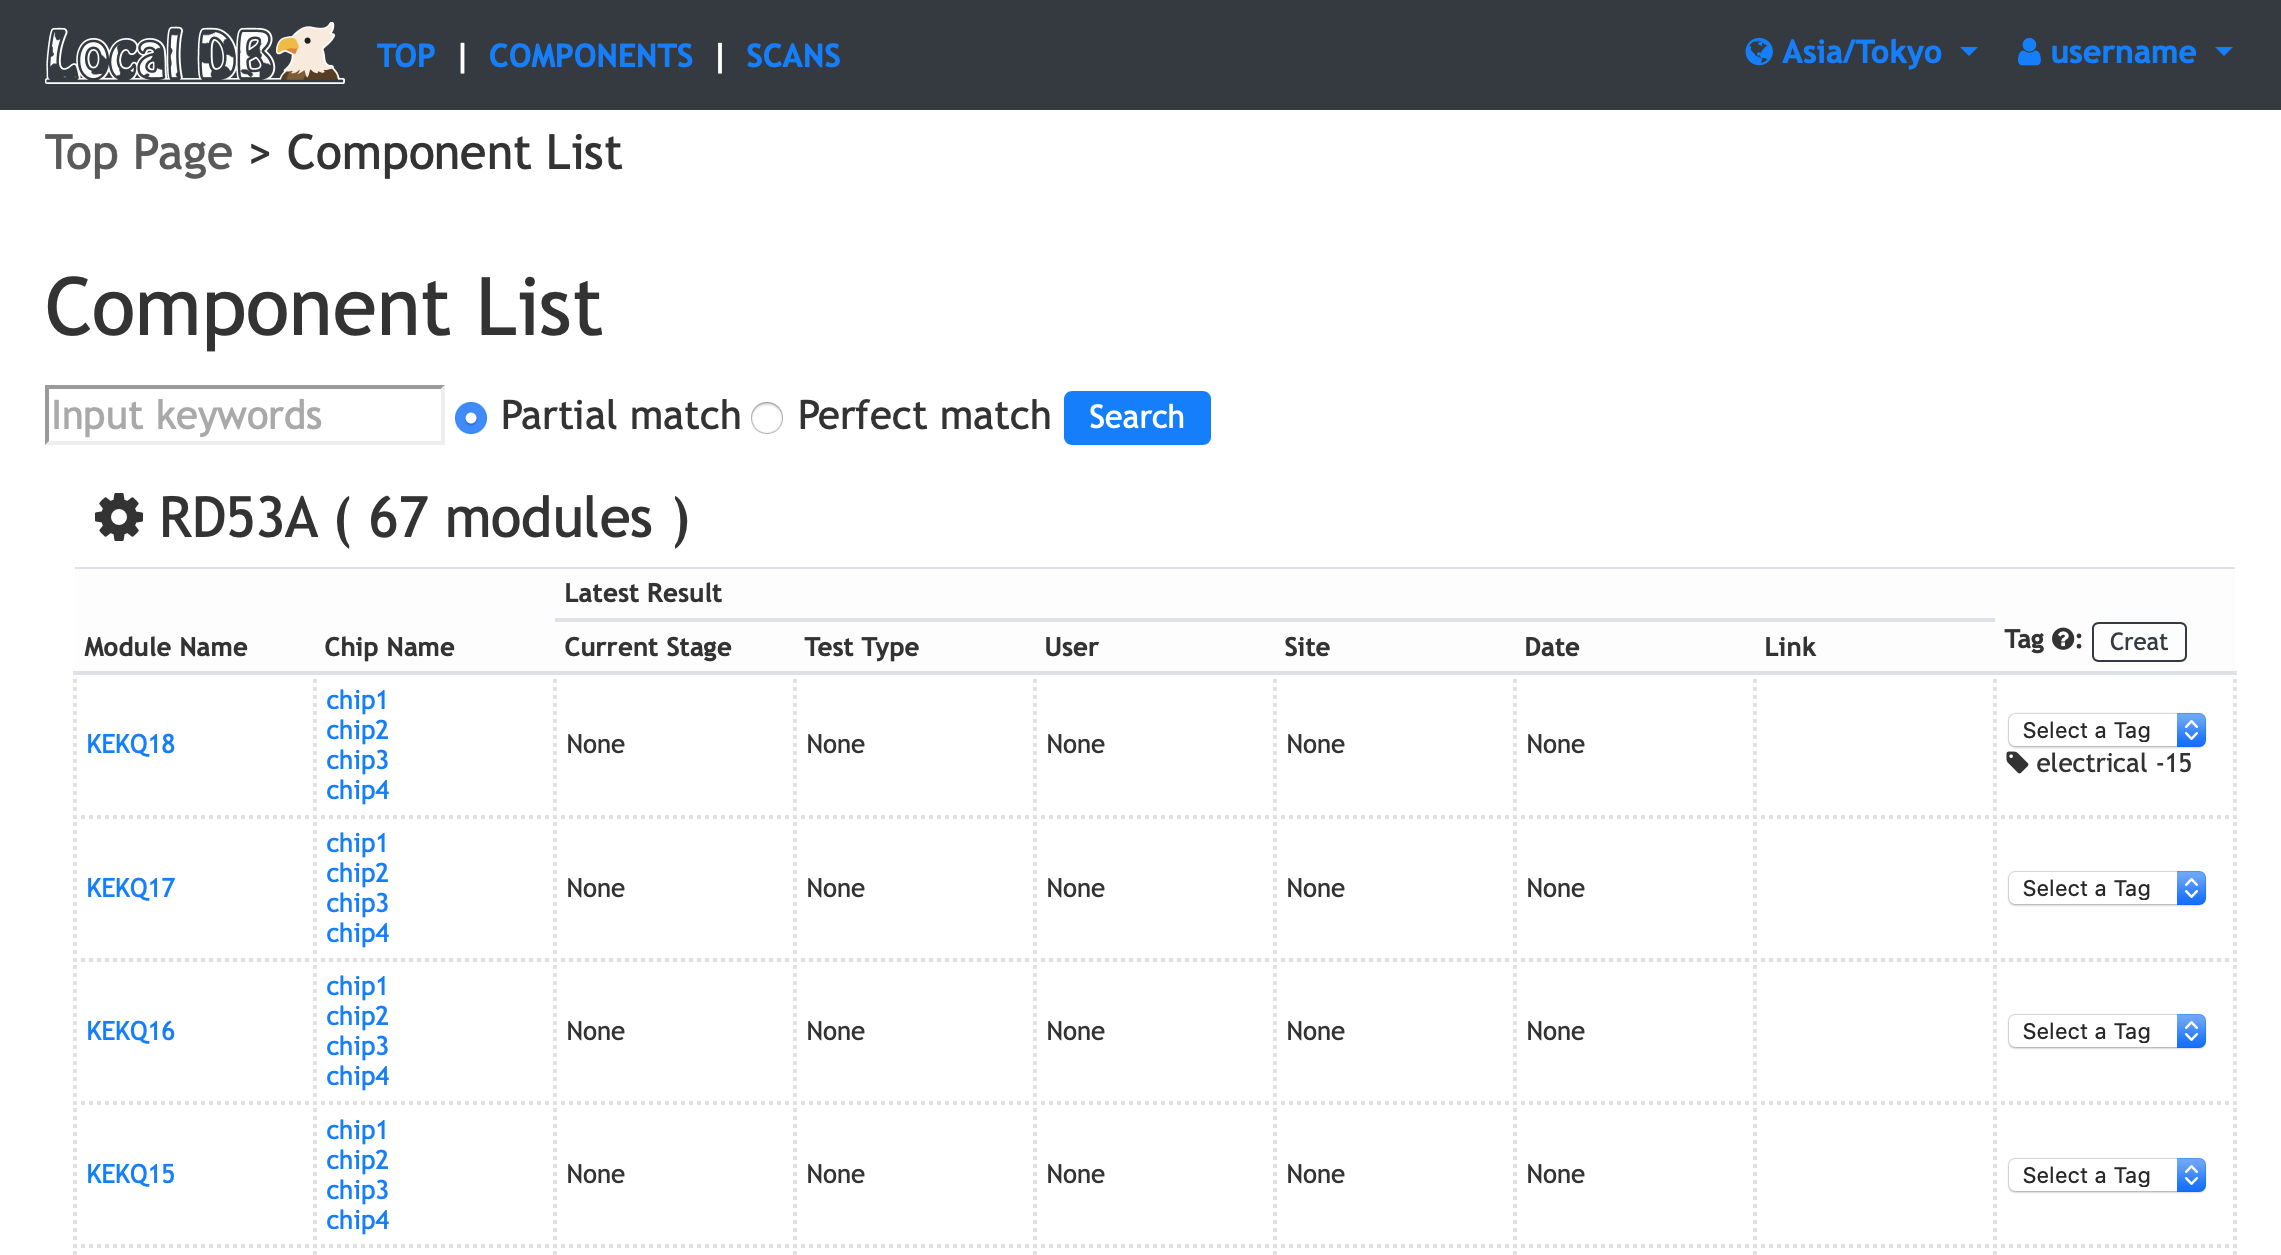 Local DB TOP | COMPONENTS | SCANS Asia/Tokyo username
Top Page > Component List
Component List
Input keywords Partial match Perfect match Search
RD53A ( 67 modules )
Latest Result
Module Name Chip Name Current Stage Test Type User Site Date Link Tag ?: Creat
KEKQ18 chip1 None None None None None Select a Tag
chip2 electrical -15
chip3
chip4
KEKQ17 chip1 None None None None None Select a Tag
chip2
chip3
chip4
KEKQ16 chip1 None None None None None Select a Tag
chip2
chip3
chip4
KEKQ15 chip1 None None None None None Select a Tag
chip2
chip3
chip4